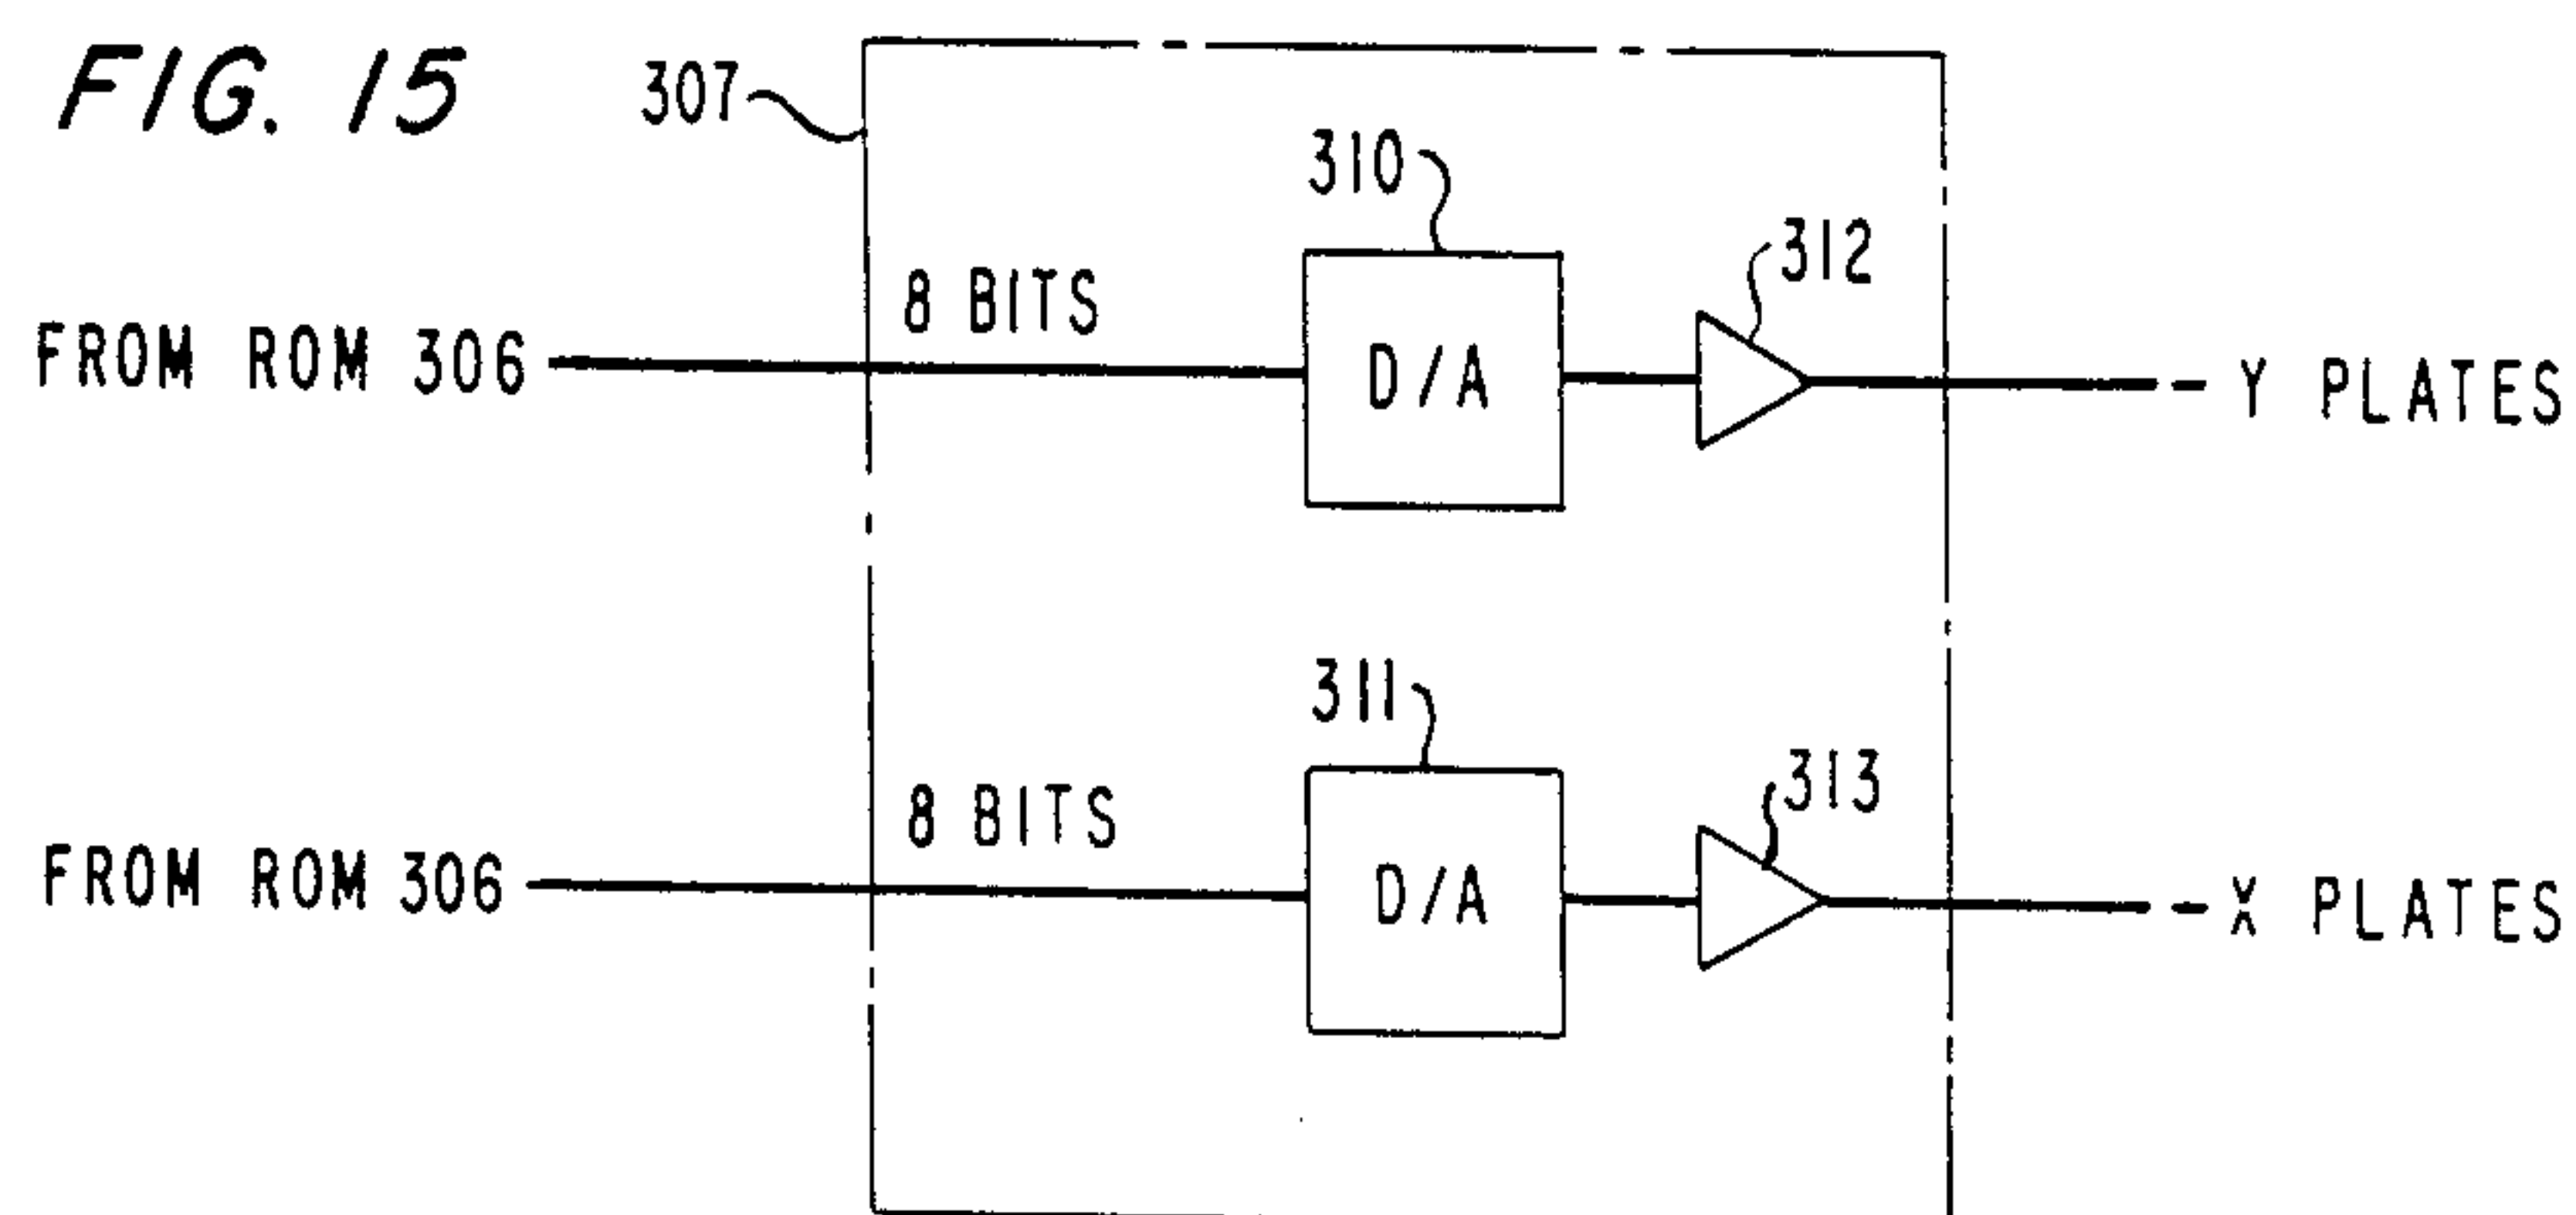 FIG. 15
307
310
312
8 BITS
FROM ROM 306
D/A
- Y PLATES
311
313
8 BITS
FROM ROM 306
D/A
- X PLATES